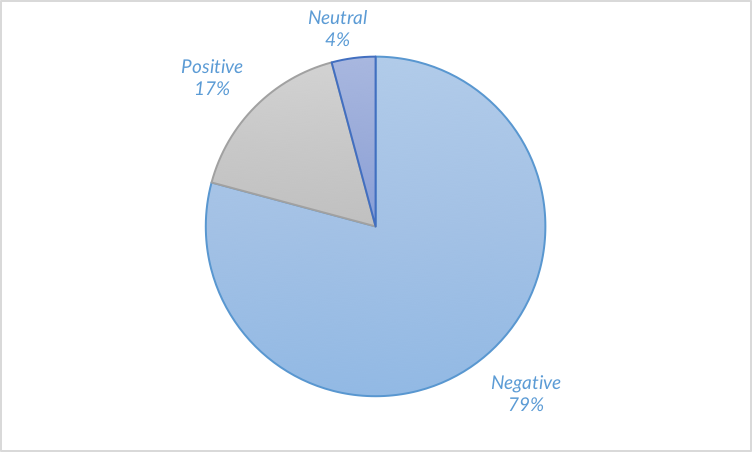 Neutral
4%
Positive
17%
Negative
79%